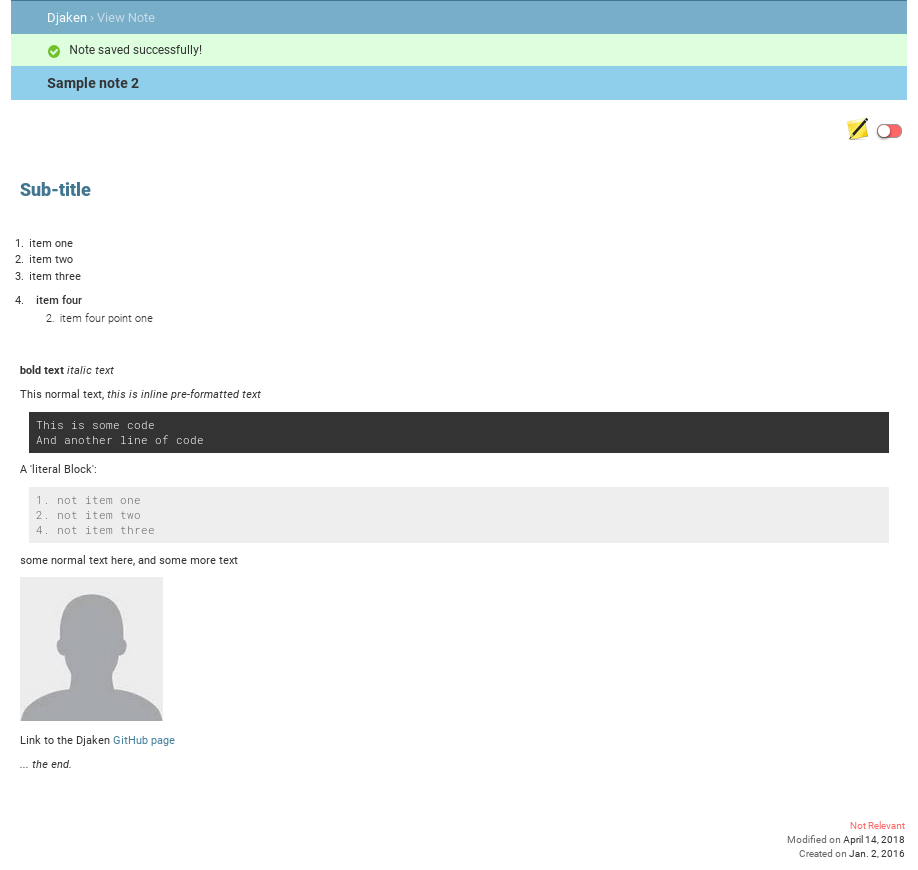 Djaken › View Note
Note saved successfully!
Sample note 2
Sub-title
1. item one
2. item two
3. item three
4. item four
2. item four point one
bold text italic text
This normal text, this is inline pre-formatted text
This is some code
And another line of code
A 'literal Block':
1. not item one
2. not item two
4. not item three
some normal text here, and some more text
Link to the Djaken GitHub page
... the end.
Not Relevant
Modified on April 14, 2018
Created on Jan. 2, 2016